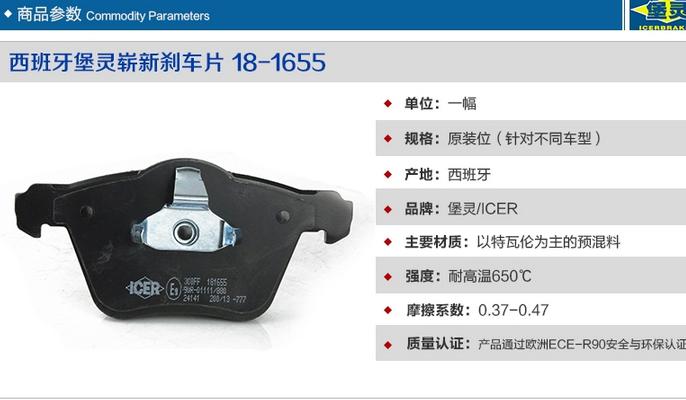 商品参数 Commodity Parameters
堡灵
ICERBRAK
西班牙堡灵崭新刹车片 18-1655
单位：一幅
规格：原装位（针对不同车型）
产地：西班牙
品牌：堡灵/ICER
主要材质：以特瓦伦为主的预混料
强度：耐高温650℃
摩擦系数：0.37-0.47
质量认证：产品通过欧洲ECE-R90安全与环保认证
ICER
E9
181655
24141 200/13 -777